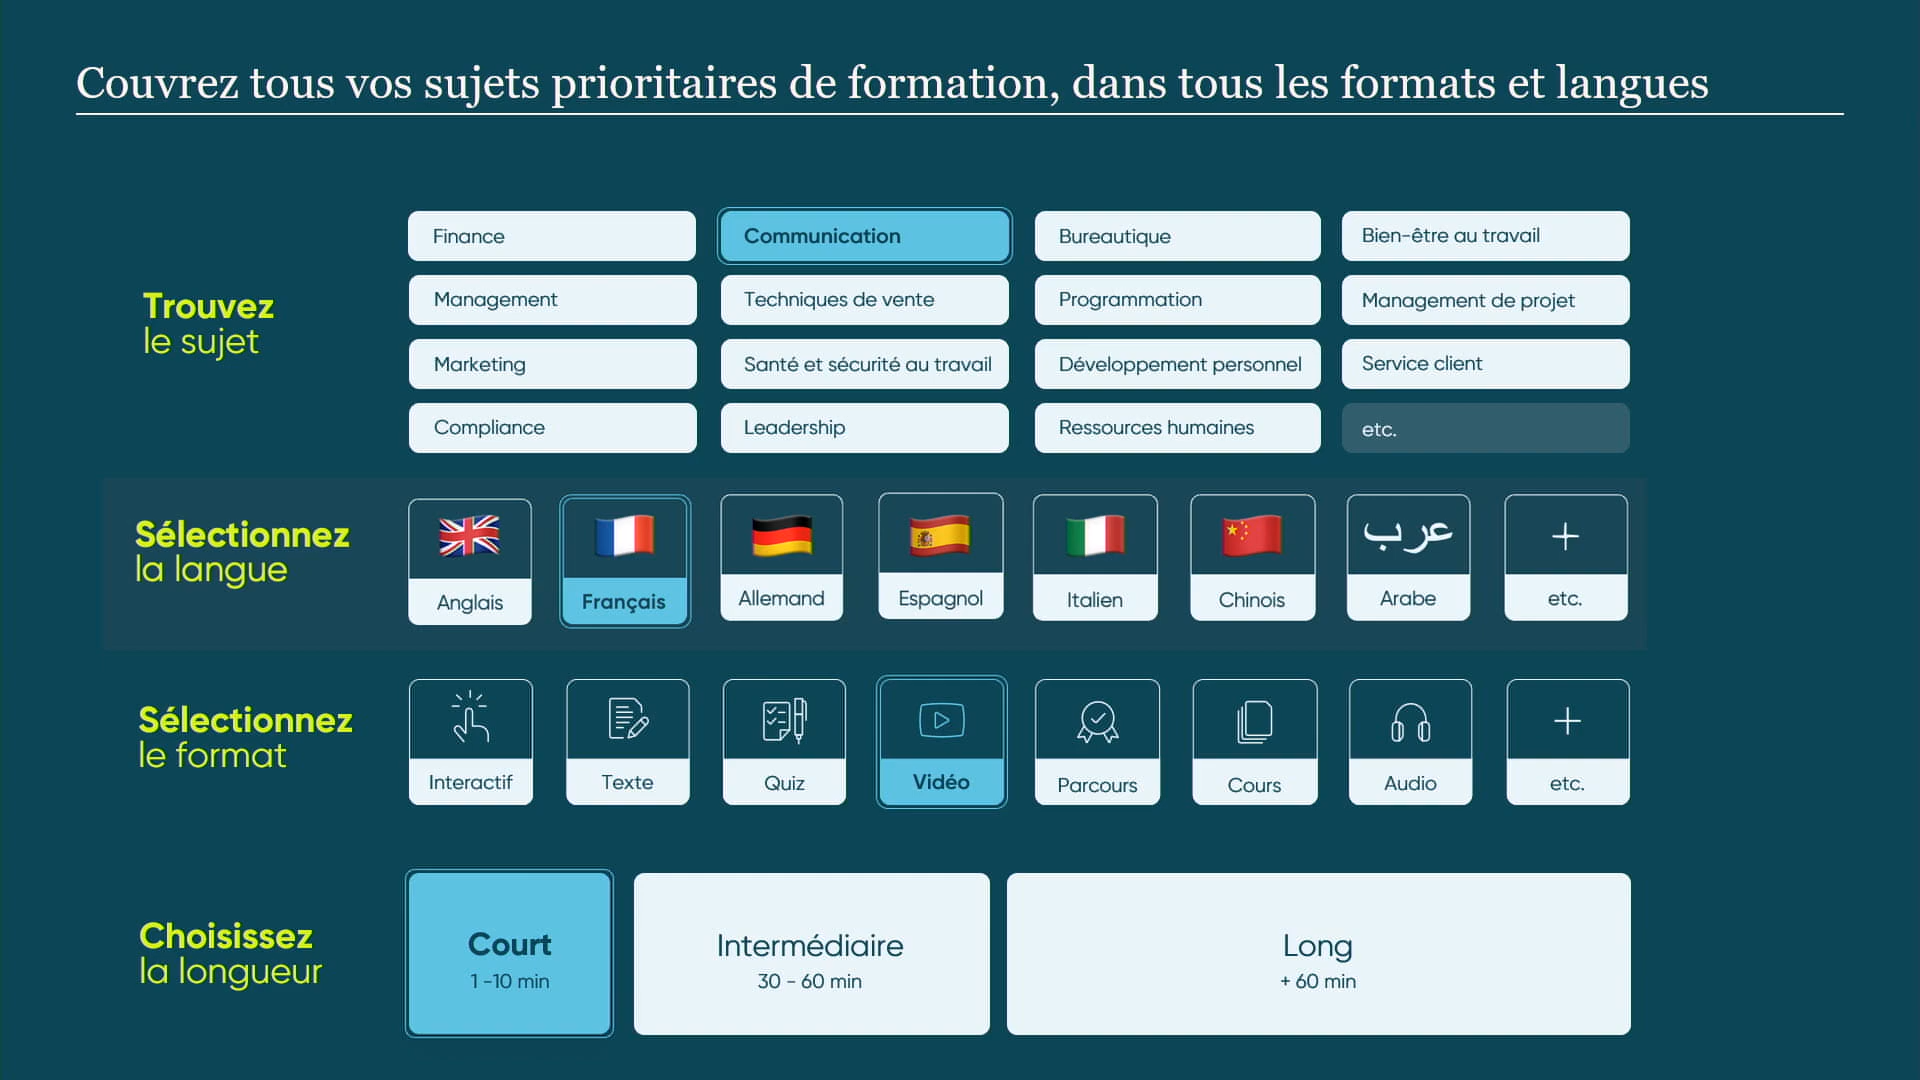 Couvrez tous vos sujets prioritaires de formation, dans tous les formats et langues
Trouvez
le sujet
Finance
Communication
Bureautique
Bien-être au travail
Management
Techniques de vente
Programmation
Management de projet
Marketing
Santé et sécurité au travail
Développement personnel
Service client
Compliance
Leadership
Ressources humaines
etc.
Sélectionnez
la langue
عرب
Anglais
Français
Allemand
Espagnol
Italien
Chinois
Arabe
etc.
Sélectionnez
le format
Interactif
Texte
Quiz
Vidéo
Parcours
Cours
Audio
etc.
Choisissez
la longueur
Court
1 -10 min
Intermédiaire
30 - 60 min
Long
+ 60 min